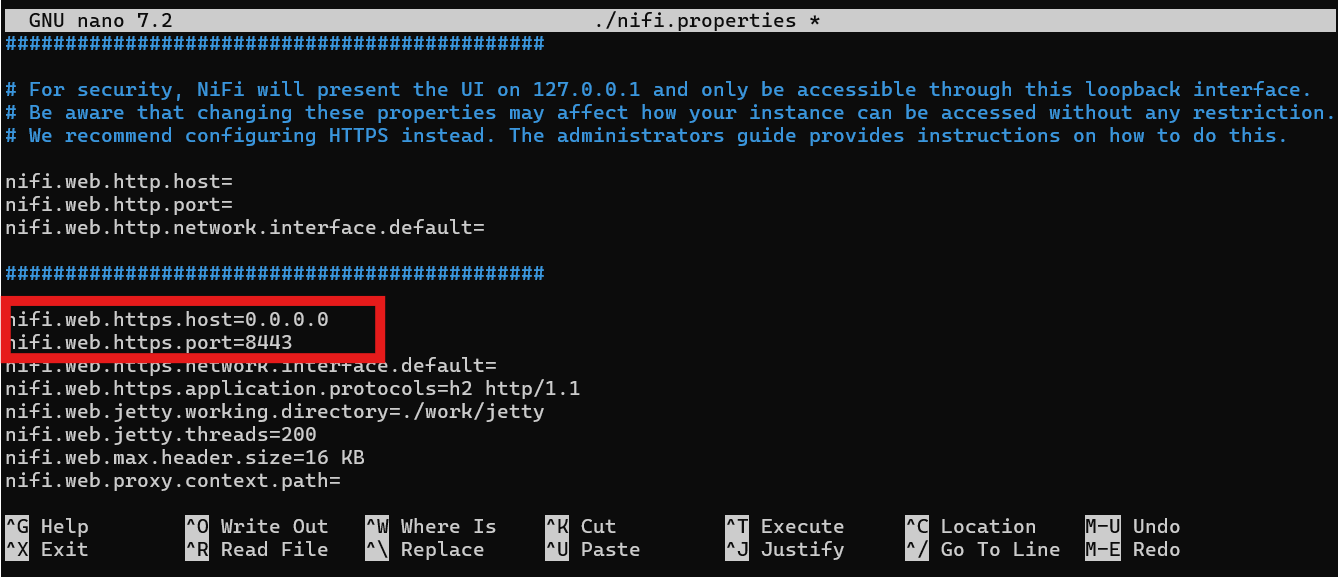 GNU nano 7.2 ./nifi.properties *
#############################################
# For security, NiFi will present the UI on 127.0.0.1 and only be accessible through this loopback interface.
# Be aware that changing these properties may affect how your instance can be accessed without any restriction.
# We recommend configuring HTTPS instead. The administrators guide provides instructions on how to do this.
nifi.web.http.host=
nifi.web.http.port=
nifi.web.http.network.interface.default=
#############################################
nifi.web.https.host=0.0.0.0
nifi.web.https.port=8443
nifi.web.https.network.interface.default=
nifi.web.https.application.protocols=h2 http/1.1
nifi.web.jetty.working.directory=./work/jetty
nifi.web.jetty.threads=200
nifi.web.max.header.size=16 KB
nifi.web.proxy.context.path=
^G Help ^O Write Out ^W Where Is ^K Cut ^T Execute ^C Location M-U Undo
^X Exit ^R Read File ^\ Replace ^U Paste ^J Justify ^/ Go To Line M-E Redo